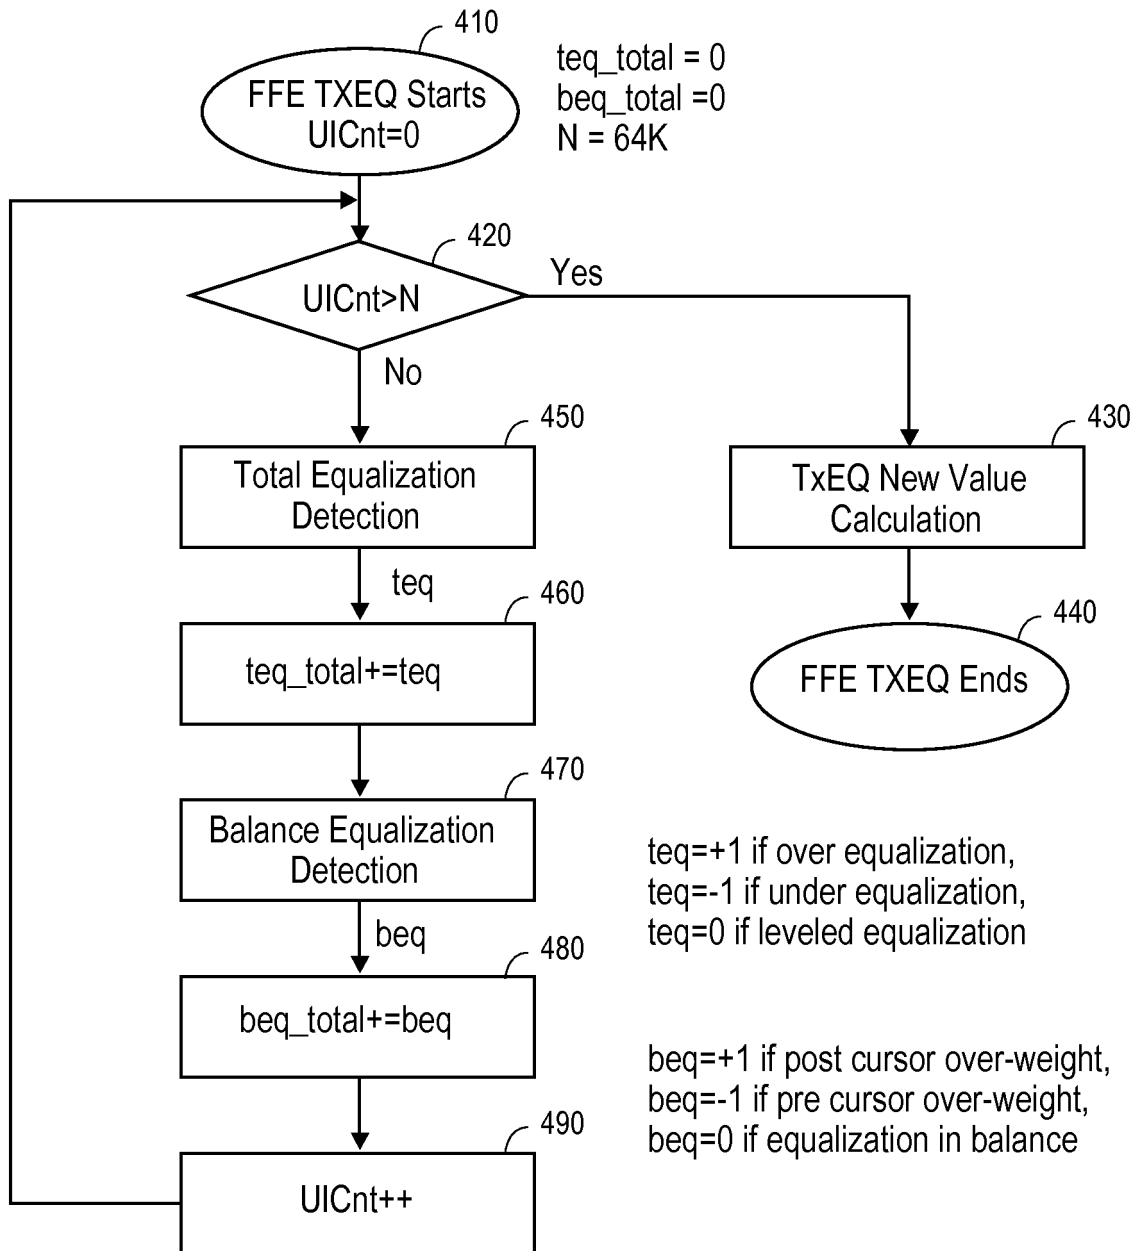 410
FFE TXEQ Starts
UICnt=0
teq_total = 0
beq_total =0
N = 64K
420
UICnt>N
Yes
No
450
Total Equalization
Detection
430
TxEQ New Value
Calculation
teq
460
teq_total+=teq
440
FFE TXEQ Ends
470
Balance Equalization
Detection
teq=+1 if over equalization,
teq=-1 if under equalization,
teq=0 if leveled equalization
beq
480
beq_total+=beq
beq=+1 if post cursor over-weight,
beq=-1 if pre cursor over-weight,
beq=0 if equalization in balance
490
UICnt++